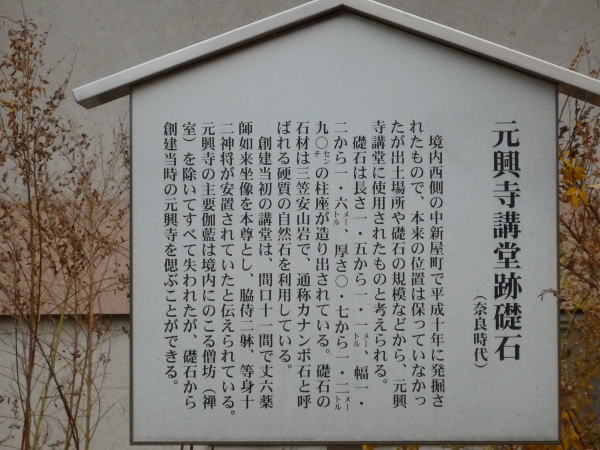 元興寺講堂跡礎石
（奈良時代）
境内西側の中新屋町で平成十年に発掘さ
れたもので、本来の位置は保っていなかっ
たが出土場所や礎石の規模などから、元興
寺講堂に使用されたものと考えられる。
礎石は長さ一・五から一・一メートル、幅一・
二から一・六メートル、厚さ〇・七から一・二メートル
九〇センチの柱座が造り出されている。礎石の
石材は三笠安山岩で、通称カナンボ石と呼
ばれる硬質の自然石を利用している。
創建当初の講堂は、間口十一間で丈六薬
師如来坐像を本尊とし、脇侍二躰、等身十
二神将が安置されていたと伝えられている。
元興寺の主要伽藍は境内にのこる僧坊（禅
室）を除いてすべて失われたが、礎石から
創建当時の元興寺を偲ぶことができる。